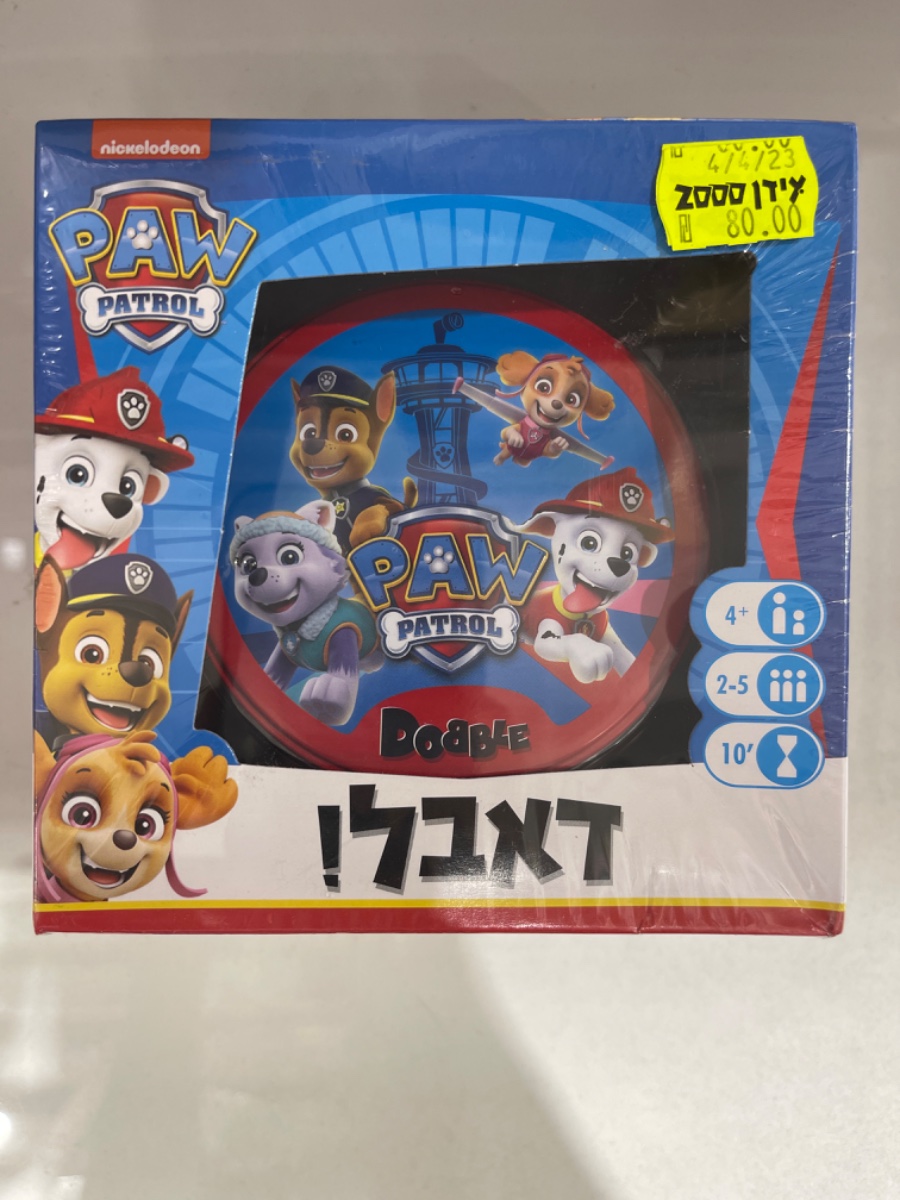 nickelodeon
4/4/23
עידן 2000
₪ 80.00
PAW
PATROL
PAW
PATROL
DOBBLE
4+
2-5
10'
דאבל!